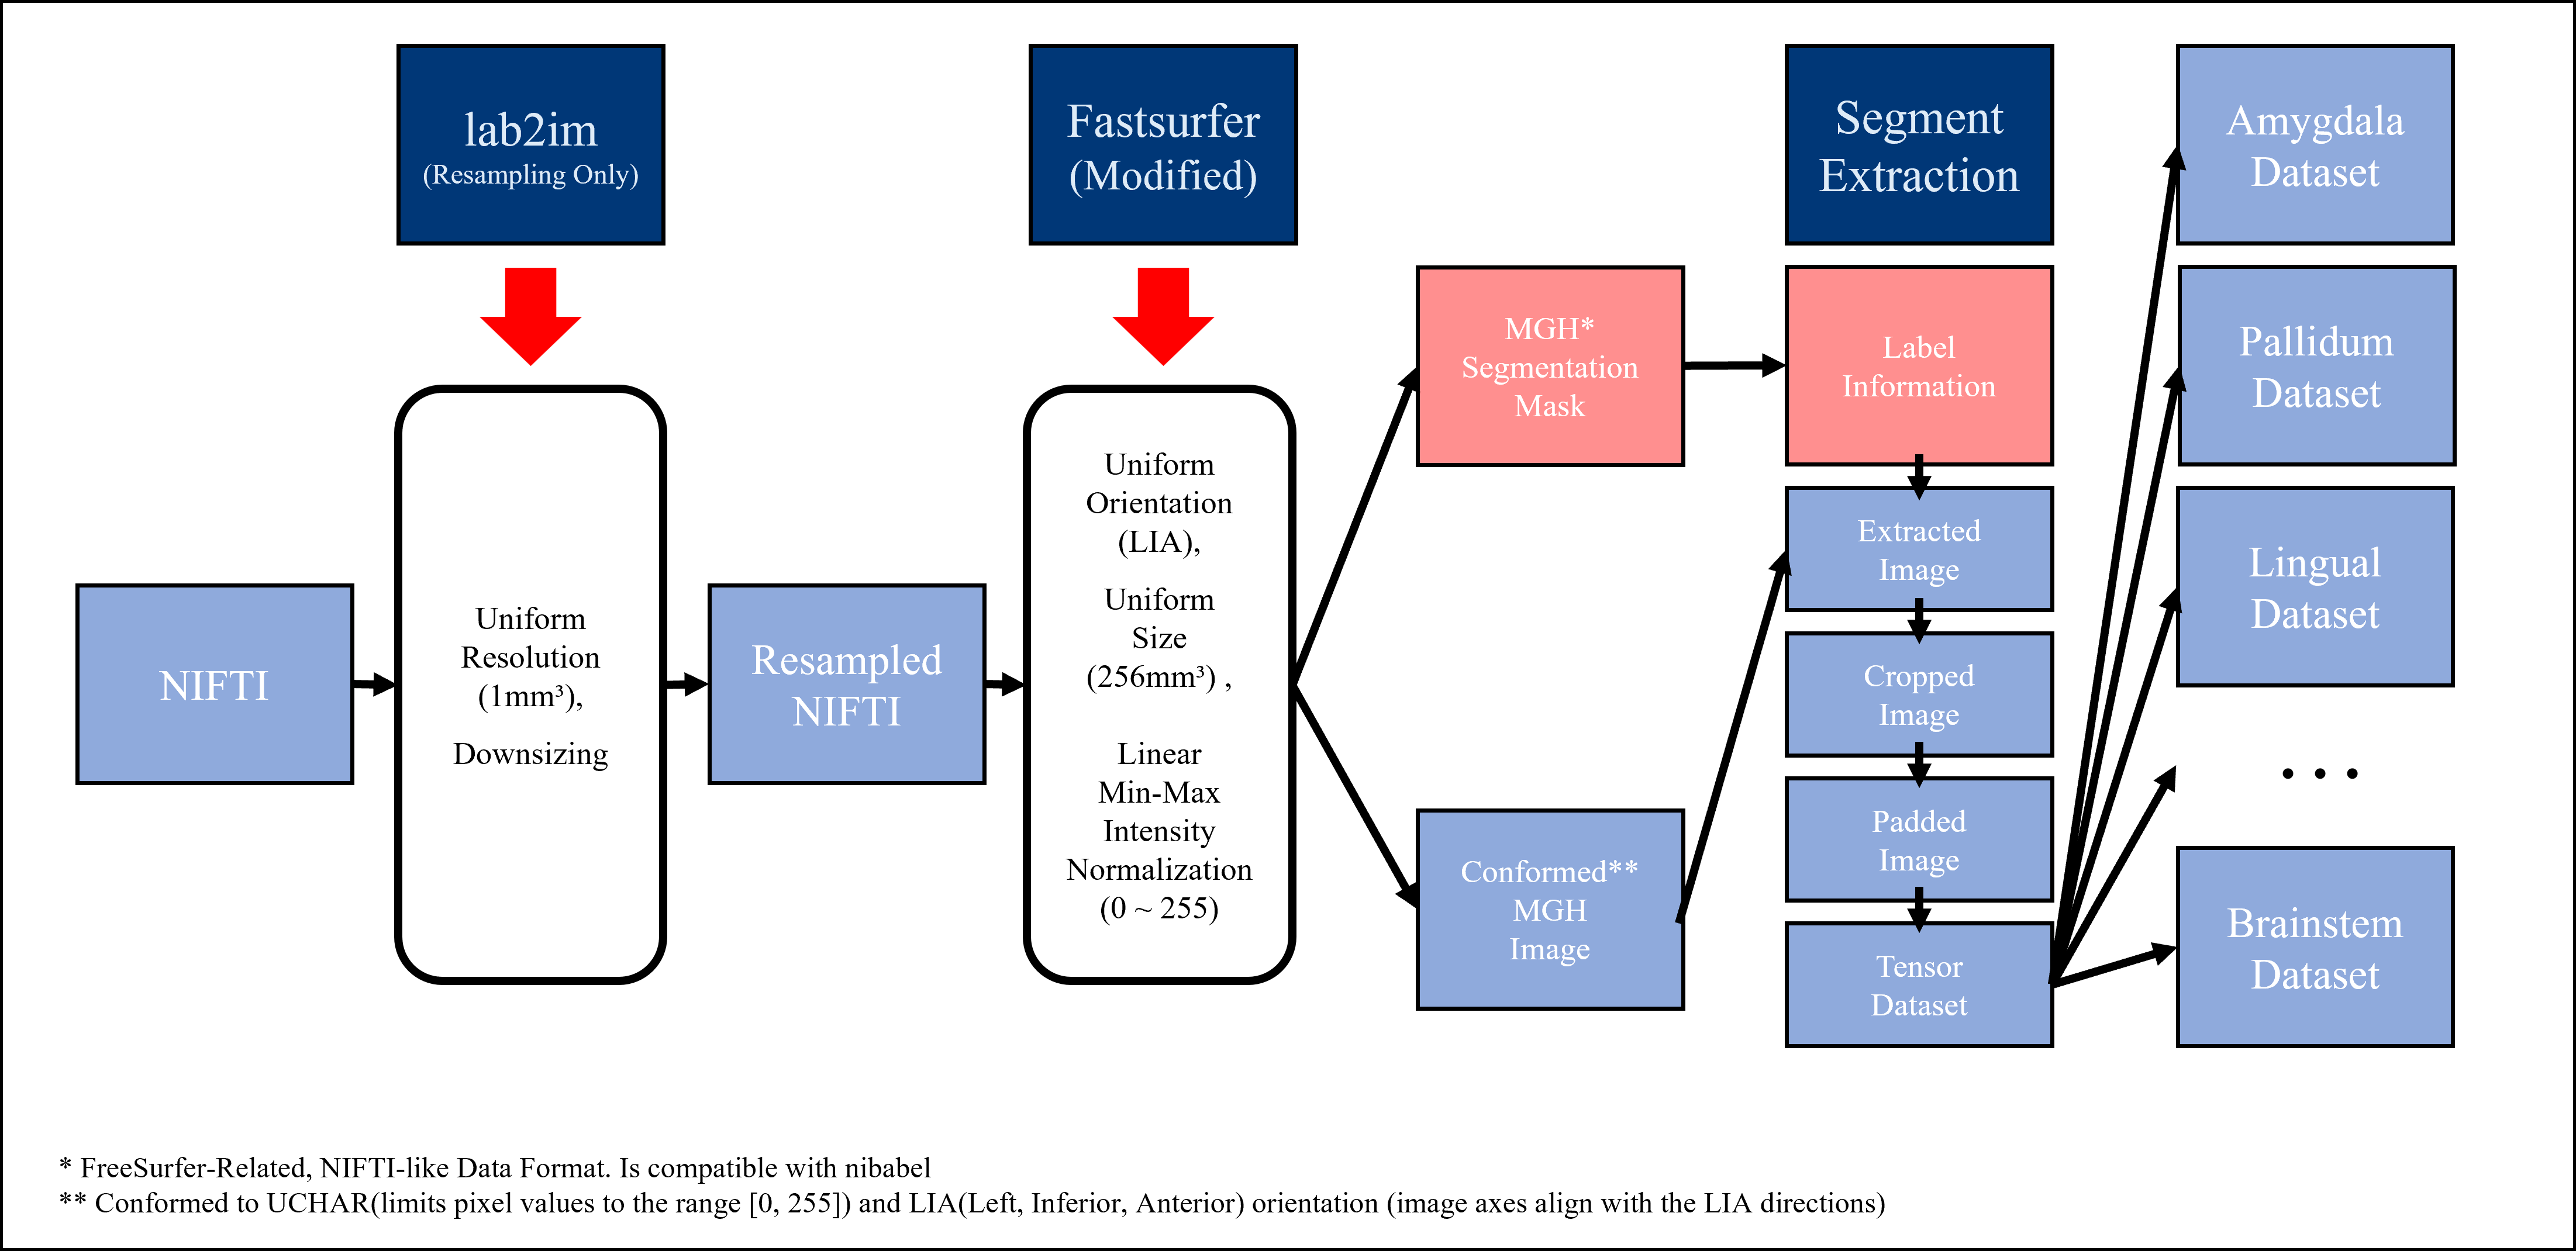 lab2im
(Resampling Only)
Fastsurfer
(Modified)
Segment
Extraction
Amygdala
Dataset
MGH*
Segmentation
Mask
Label
Information
Pallidum
Dataset
NIFTI
Uniform
Resolution
(1mm³),
Downsizing
Resampled
NIFTI
Uniform
Orientation
(LIA),
Uniform
Size
(256mm³) ,
Linear
Min-Max
Intensity
Normalization
(0 ~ 255)
Conformed**
MGH
Image
Extracted
Image
Cropped
Image
Padded
Image
Tensor
Dataset
Lingual
Dataset
...
Brainstem
Dataset
* FreeSurfer-Related, NIFTI-like Data Format. Is compatible with nibabel
** Conformed to UCHAR(limits pixel values to the range [0, 255]) and LIA(Left, Inferior, Anterior) orientation (image axes align with the LIA directions)